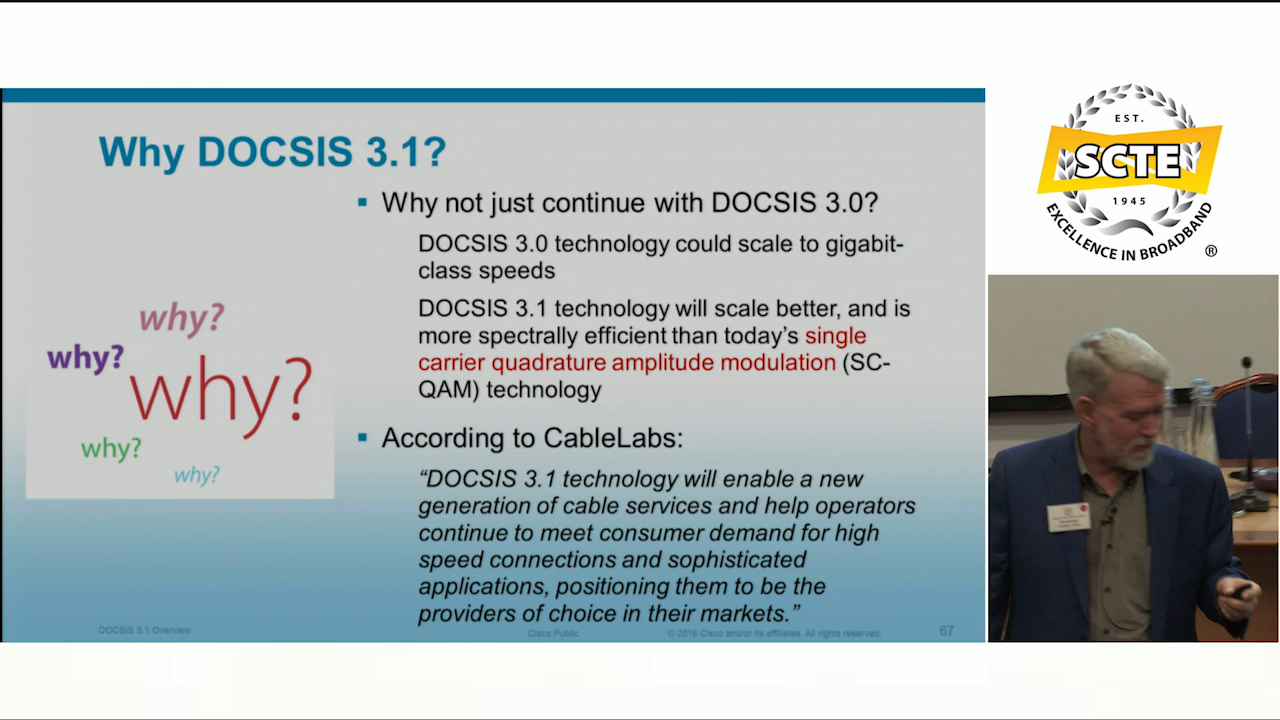 Why DOCSIS 3.1?
▪ Why not just continue with DOCSIS 3.0?
DOCSIS 3.0 technology could scale to gigabit-
class speeds
DOCSIS 3.1 technology will scale better, and is
more spectrally efficient than today's single
carrier quadrature amplitude modulation (SC-
QAM) technology
▪ According to CableLabs:
“DOCSIS 3.1 technology will enable a new
generation of cable services and help operators
continue to meet consumer demand for high
speed connections and sophisticated
applications, positioning them to be the
providers of choice in their markets.”
why?
why?
why?
why?
why?
DOCSIS 3.1 Overview
Cisco Public
© 2016 Cisco and/or its affiliates. All rights reserved.
67
EST.
SCTE
1945
EXCELLENCE IN BROADBAND
®